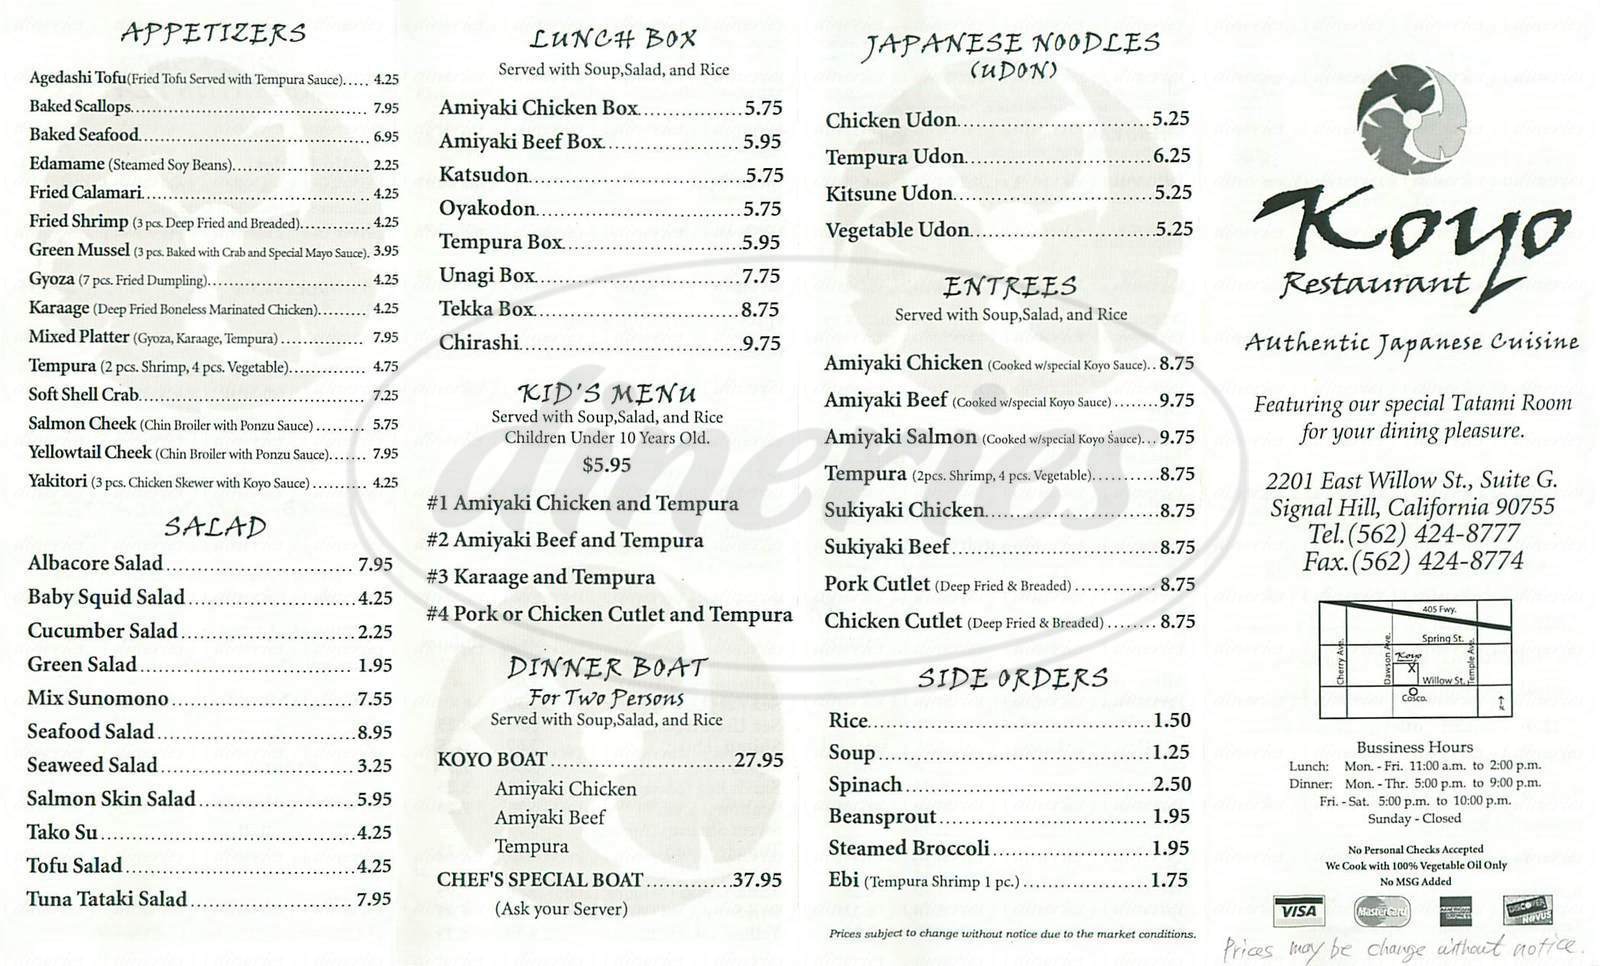 APPETIZERS
Agedashi Tofu(Fried Tofu Served with Tempura Sauce)..... 4.25
Baked Scallops 7.95
Baked Seafood 6.95
Edamame (Steamed Soy Beans) 2.25
Fried Calamari 4.25
Fried Shrimp (3 pcs. Deep Fried and Breaded) 4.25
Green Mussel (3 pcs. Baked with Crab and Special Mayo Sauce). 3.95
Gyoza (7 pcs. Fried Dumpling) 4.25
Karaage (Deep Fried Boneless Marinated Chicken) 4.25
Mixed Platter (Gyoza, Karaage, Tempura) 7.95
Tempura (2 pcs. Shrimp, 4 pcs. Vegetable) 4.75
Soft Shell Crab 7.25
Salmon Cheek (Chin Broiler with Ponzu Sauce) 5.75
Yellowtail Cheek (Chin Broiler with Ponzu Sauce) 7.95
Yakitori (3 pcs. Chicken Skewer with Koyo Sauce) 4.25
SALAD
Albacore Salad 7.95
Baby Squid Salad 4.25
Cucumber Salad 2.25
Green Salad 1.95
Mix Sunomono 7.55
Seafood Salad 8.95
Seaweed Salad 3.25
Salmon Skin Salad 5.95
Tako Su 4.25
Tofu Salad 4.25
Tuna Tataki Salad 7.95
LUNCH BOX
Served with Soup,Salad, and Rice
Amiyaki Chicken Box 5.75
Amiyaki Beef Box 5.95
Katsudon 5.75
Oyakodon 5.75
Tempura Box 5.95
Unagi Box 7.75
Tekka Box 8.75
Chirashi 9.75
KID'S MENU
Served with Soup,Salad, and Rice
Children Under 10 Years Old.
$5.95
#1 Amiyaki Chicken and Tempura
#2 Amiyaki Beef and Tempura
#3 Karaage and Tempura
#4 Pork or Chicken Cutlet and Tempura
DINNER BOAT
For Two Persons
Served with Soup,Salad, and Rice
KOYO BOAT 27.95
Amiyaki Chicken
Amiyaki Beef
Tempura
CHEF'S SPECIAL BOAT 37.95
(Ask your Server)
JAPANESE NOODLES
(UDON)
Chicken Udon 5.25
Tempura Udon 6.25
Kitsune Udon 5.25
Vegetable Udon 5.25
ENTREES
Served with Soup,Salad, and Rice
Amiyaki Chicken (Cooked w/special Koyo Sauce).. 8.75
Amiyaki Beef (Cooked w/special Koyo Sauce) 9.75
Amiyaki Salmon (Cooked w/special Koyo Sauce)... 9.75
Tempura (2pcs. Shrimp, 4 pcs. Vegetable) 8.75
Sukiyaki Chicken 8.75
Sukiyaki Beef 8.75
Pork Cutlet (Deep Fried & Breaded) 8.75
Chicken Cutlet (Deep Fried & Breaded) 8.75
SIDE ORDERS
Rice 1.50
Soup 1.25
Spinach 2.50
Beansprout 1.95
Steamed Broccoli 1.95
Ebi (Tempura Shrimp 1 pc.) 1.75
Prices subject to change without notice due to the market conditions.
Koyo
Restaurant
Authentic Japanese Cuisine
Featuring our special Tatami Room
for your dining pleasure.
2201 East Willow St., Suite G.
Signal Hill, California 90755
Tel.(562) 424-8777
Fax.(562) 424-8774
405 Fwy.
Spring St.
Cherry Ave.
Dawson Ave.
Temple Ave.
Koyo
X
Willow St.
Cosco.
N
Bussiness Hours
Lunch: Mon. - Fri. 11:00 a.m. to 2:00 p.m.
Dinner: Mon. - Thr. 5:00 p.m. to 9:00 p.m.
Fri. - Sat. 5:00 p.m. to 10:00 p.m.
Sunday - Closed
No Personal Checks Accepted
We Cook with 100% Vegetable Oil Only
No MSG Added
VISA MasterCard AMERICAN EXPRESS DISCOVER NOVUS
Prices may be change without notice.
dineries